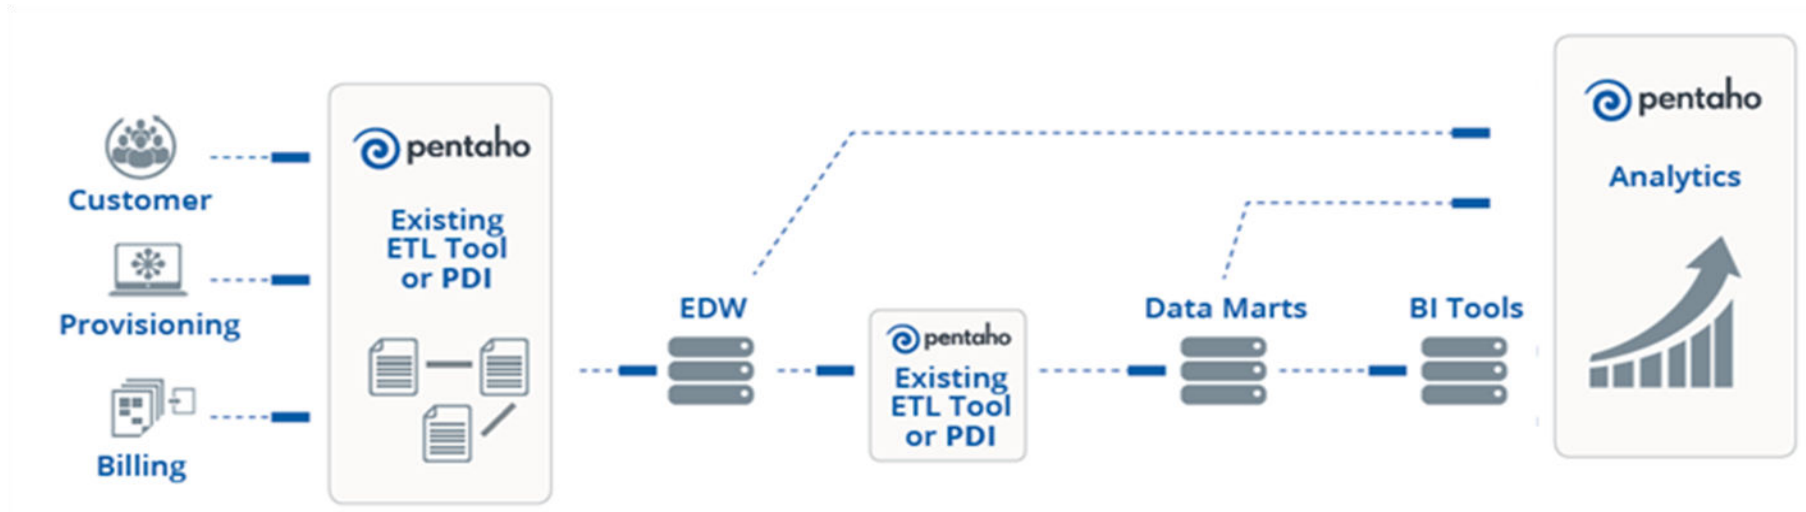 Customer
Provisioning
Billing
pentaho
Existing
ETL Tool
or PDI
EDW
pentaho
Existing
ETL Tool
or PDI
Data Marts
BI Tools
pentaho
Analytics